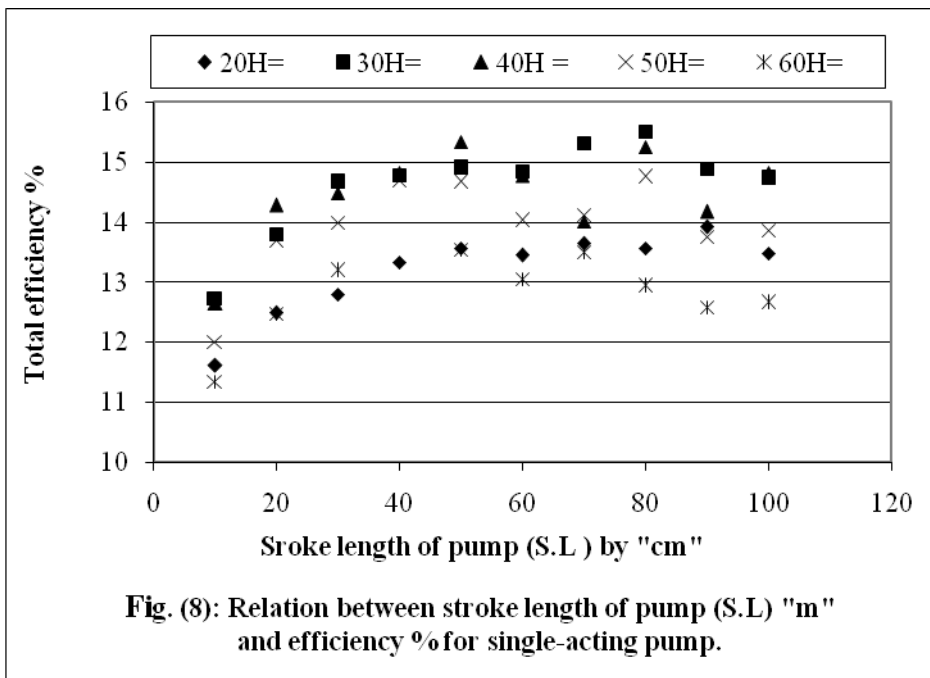 20H= 30H= 40H = 50H= 60H=
16
15
14
13
12
11
10
Total efficiency %
0 20 40 60 80 100 120
Sroke length of pump (S.L ) by "cm"
Fig. (8): Relation between stroke length of pump (S.L) "m"
and efficiency % for single-acting pump.